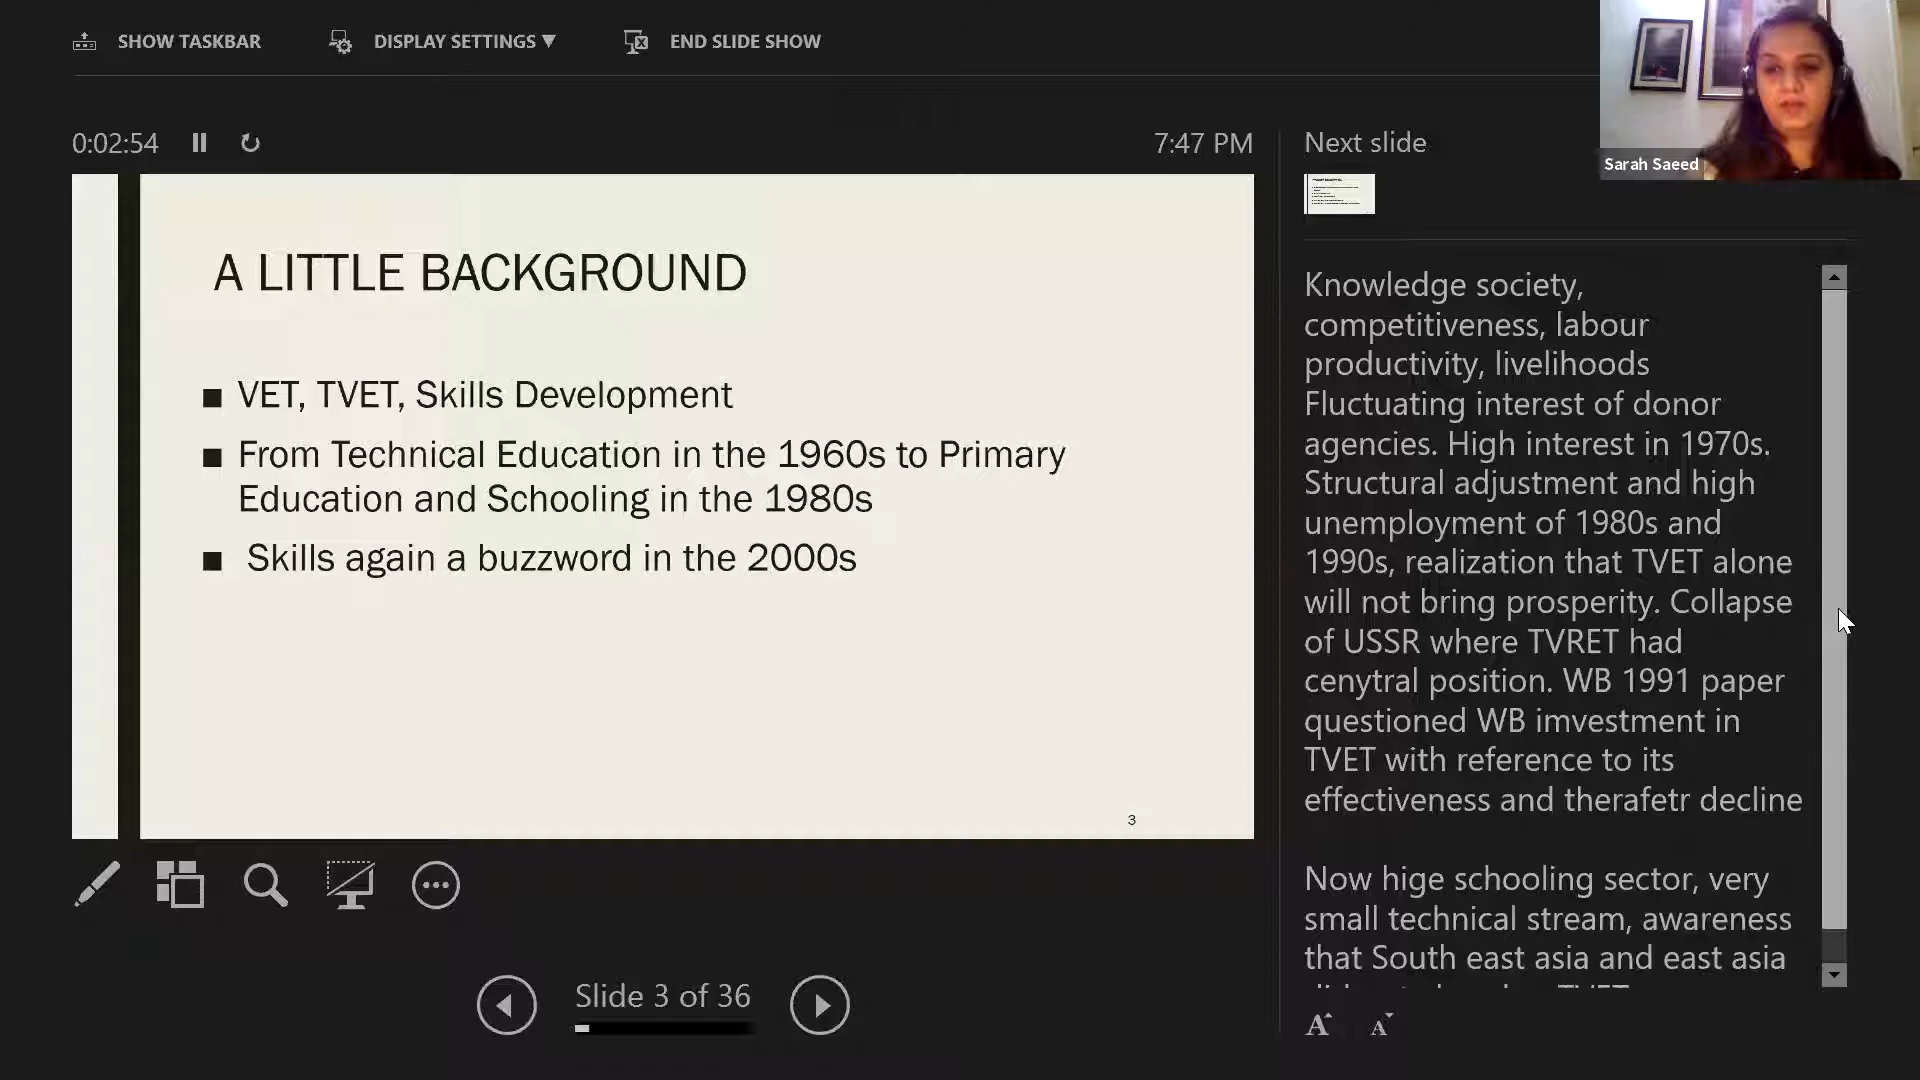 SHOW TASKBAR
DISPLAY SETTINGS ▼
END SLIDE SHOW
0:02:54
7:47 PM
Next slide
Sarah Saeed
A LITTLE BACKGROUND
■ VET, TVET, Skills Development
■ From Technical Education in the 1960s to Primary
Education and Schooling in the 1980s
■ Skills again a buzzword in the 2000s
3
Slide 3 of 36
Knowledge society,
competitiveness, labour
productivity, livelihoods
Fluctuating interest of donor
agencies. High interest in 1970s.
Structural adjustment and high
unemployment of 1980s and
1990s, realization that TVET alone
will not bring prosperity. Collapse
of USSR where TVRET had
cenytral position. WB 1991 paper
questioned WB imvestment in
TVET with reference to its
effectiveness and therafetr decline
Now hige schooling sector, very
small technical stream, awareness
that South east asia and east asia
A A